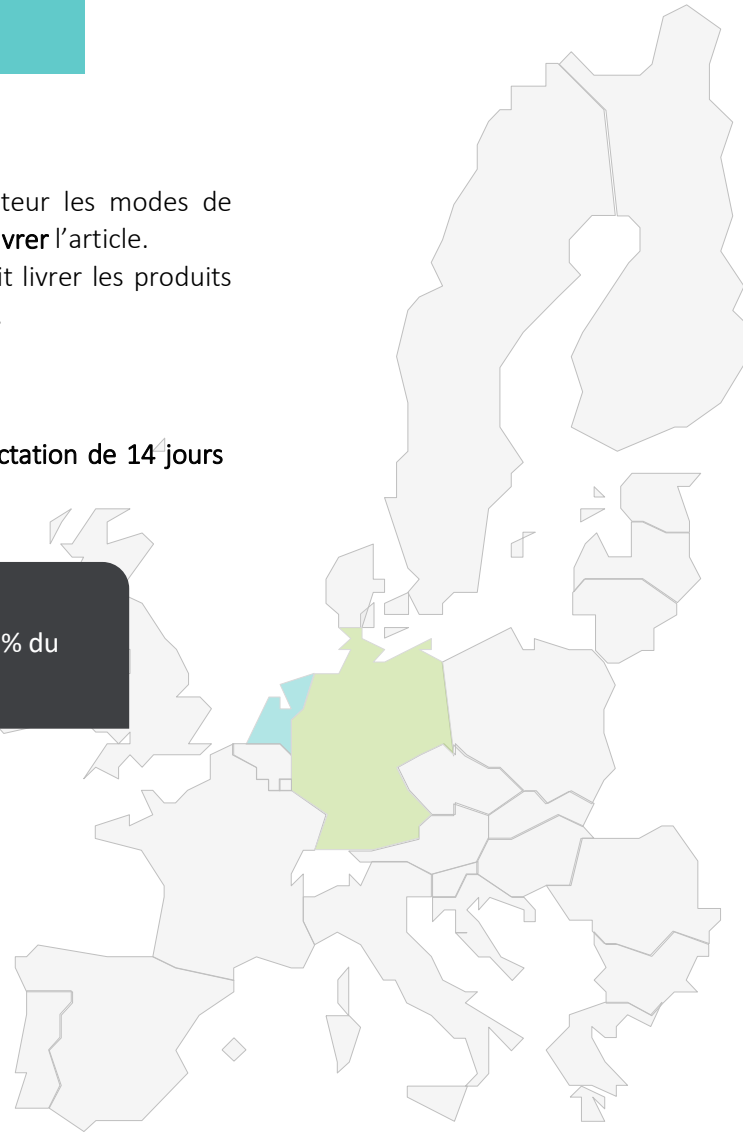 teur les modes de
vrer l’article.
it livrer les produits
.
ctation de 14 jours
% du